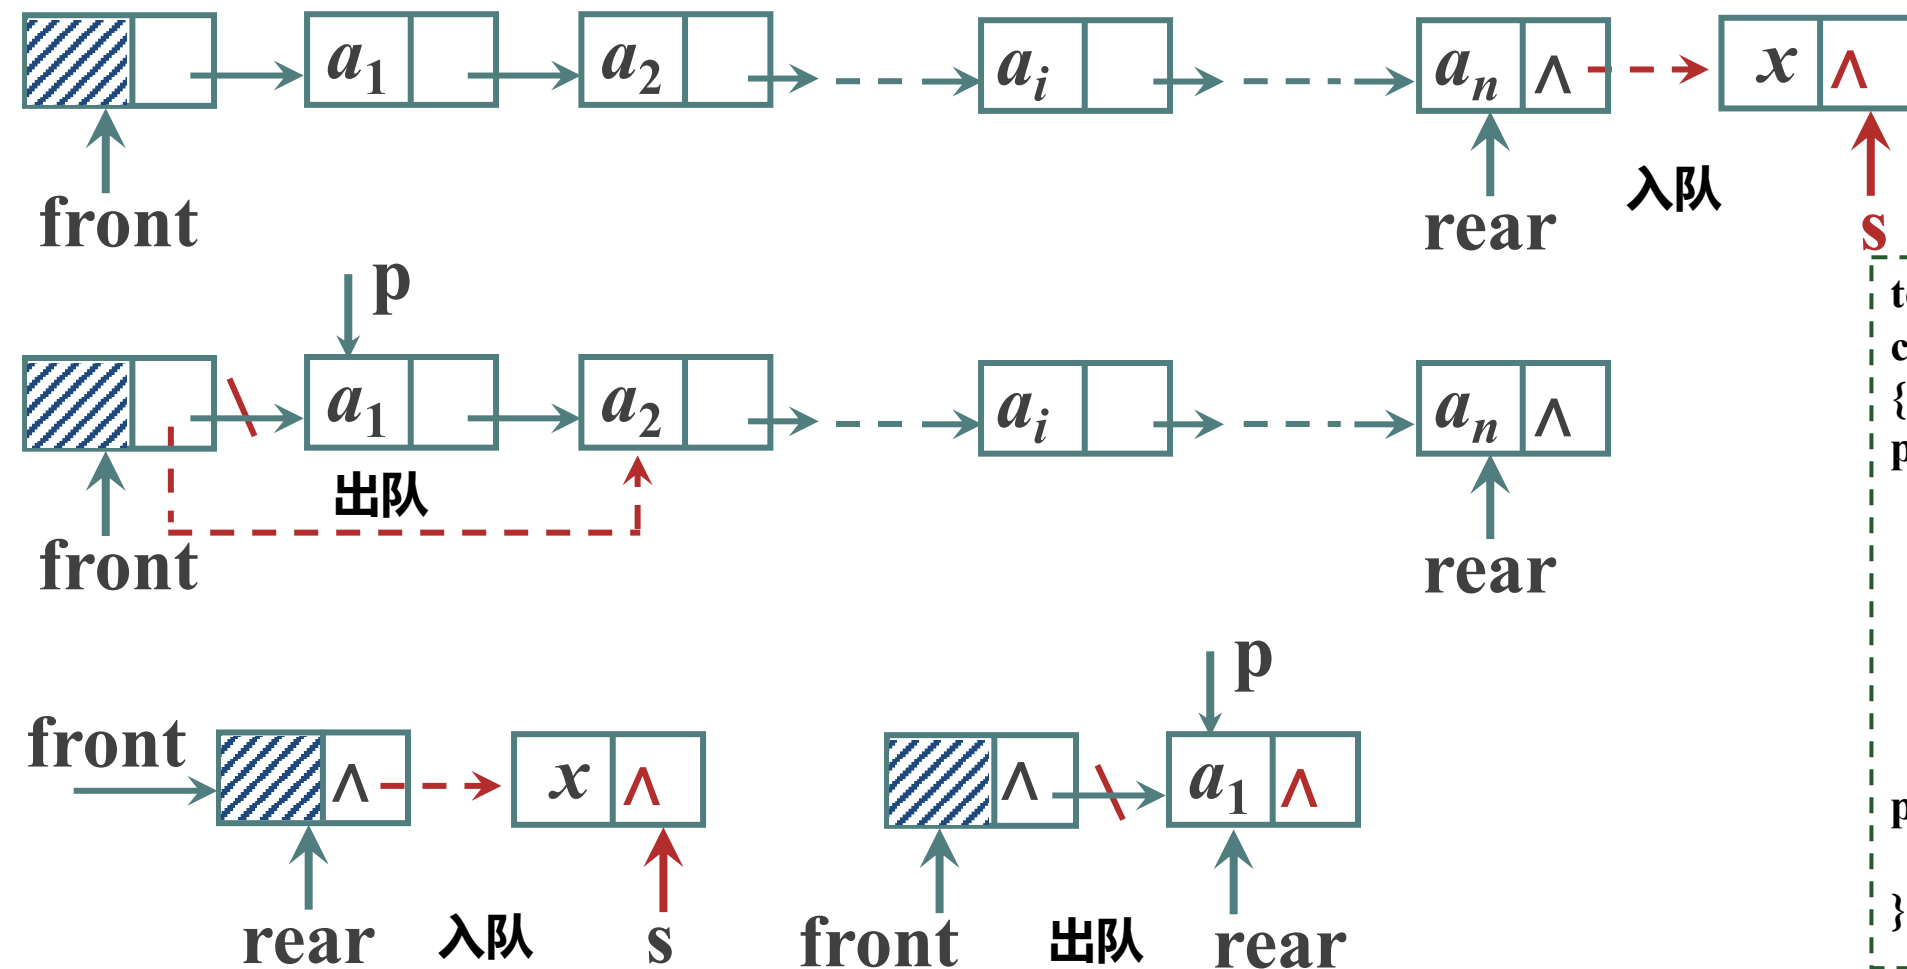 a1 a2 ai an ∧ x ∧
入队
front rear s
p
a1 a2 ai an ∧
出队
front rear
p
front ∧ x ∧ ∧ a1 ∧
rear 入队 s front 出队 rear
{
p
p
}